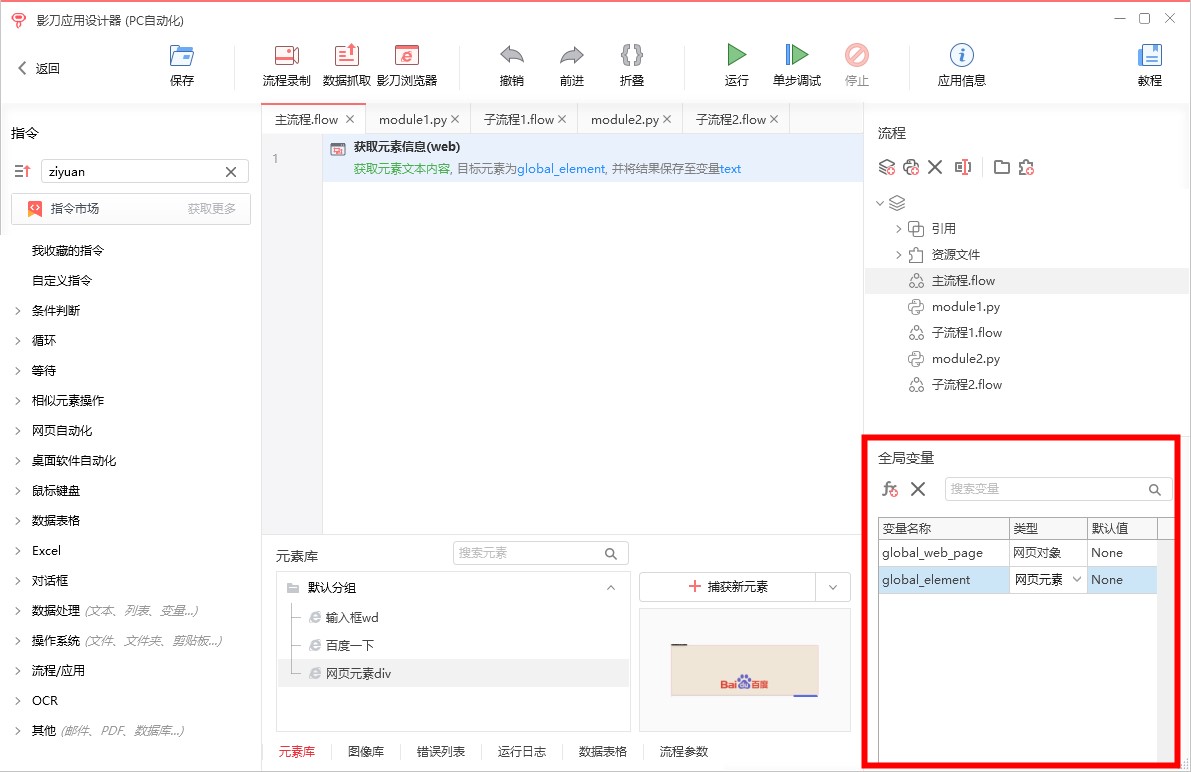 影刀应用设计器 (PC自动化)
返回
保存
流程录制
数据抓取
影刀浏览器
撤销
前进
折叠
运行
单步调试
停止
应用信息
教程
指令
ziyuan
指令市场 获取更多
我收藏的指令
自定义指令
条件判断
循环
等待
相似元素操作
网页自动化
桌面软件自动化
鼠标键盘
数据表格
Excel
对话框
数据处理 (文本、列表、变量...)
操作系统 (文件、文件夹、剪贴板...)
流程/应用
OCR
其他 (邮件、PDF、数据库...)
主流程.flow
module1.py
子流程1.flow
module2.py
子流程2.flow
1
获取元素信息(web)
获取元素文本内容, 目标元素为global_element, 并将结果保存至变量text
元素库
搜索元素
默认分组
输入框wd
百度一下
网页元素div
捕获新元素
Bai du 百度
元素库
图像库
错误列表
运行日志
数据表格
流程参数
流程
引用
资源文件
主流程.flow
module1.py
子流程1.flow
module2.py
子流程2.flow
全局变量
搜索变量
变量名称 类型 默认值
global_web_page 网页对象 None
global_element 网页元素 None